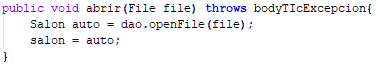 public void abrir(File file) throws bodyTIcExcepcion{
    Salon auto = dao.openFile(file);
    salon = auto;
}